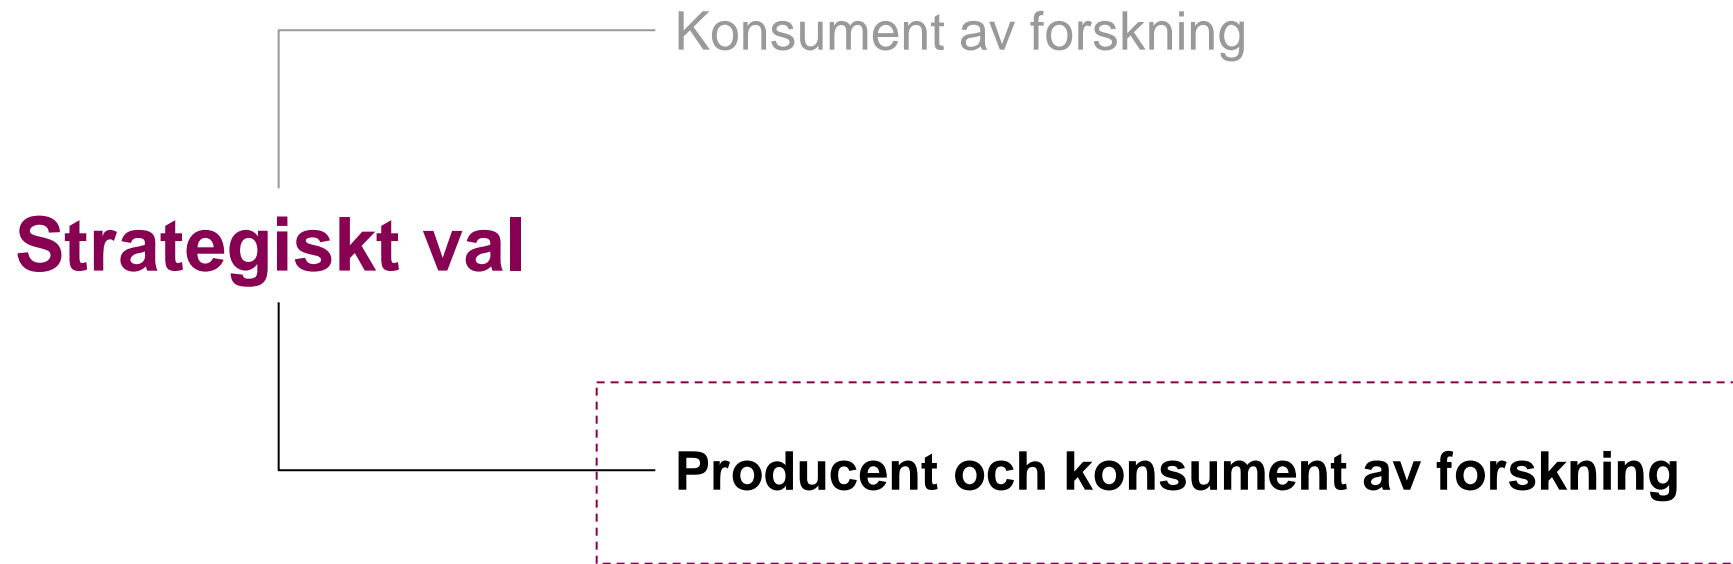 Konsument av forskning
Strategiskt val
Producent och konsument av forskning